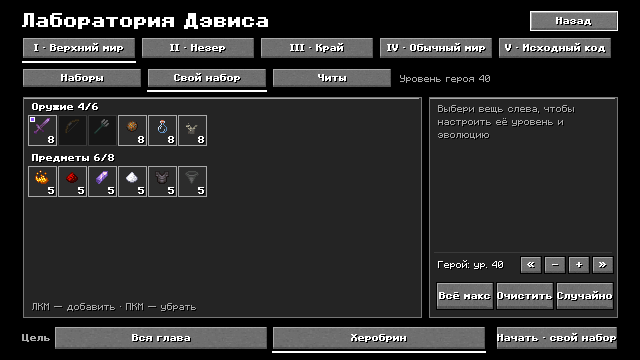 Лаборатория Дэвиса
Назад
I · Верхний мир
II · Незер
III · Край
IV · Обычный мир
V · Исходный код
Наборы
Свой набор
Читы
Уровень героя 40
Оружие 4/6
8 8 8 8
Предметы 6/8
5 5 5 5 5 5
ЛКМ — добавить · ПКМ — убрать
Выбери вещь слева, чтобы
настроить её уровень и
эволюцию
Герой: ур. 40
« − + »
Всё макс
Очистить
Случайно
Цель
Вся глава
Херобрин
Начать · свой набор